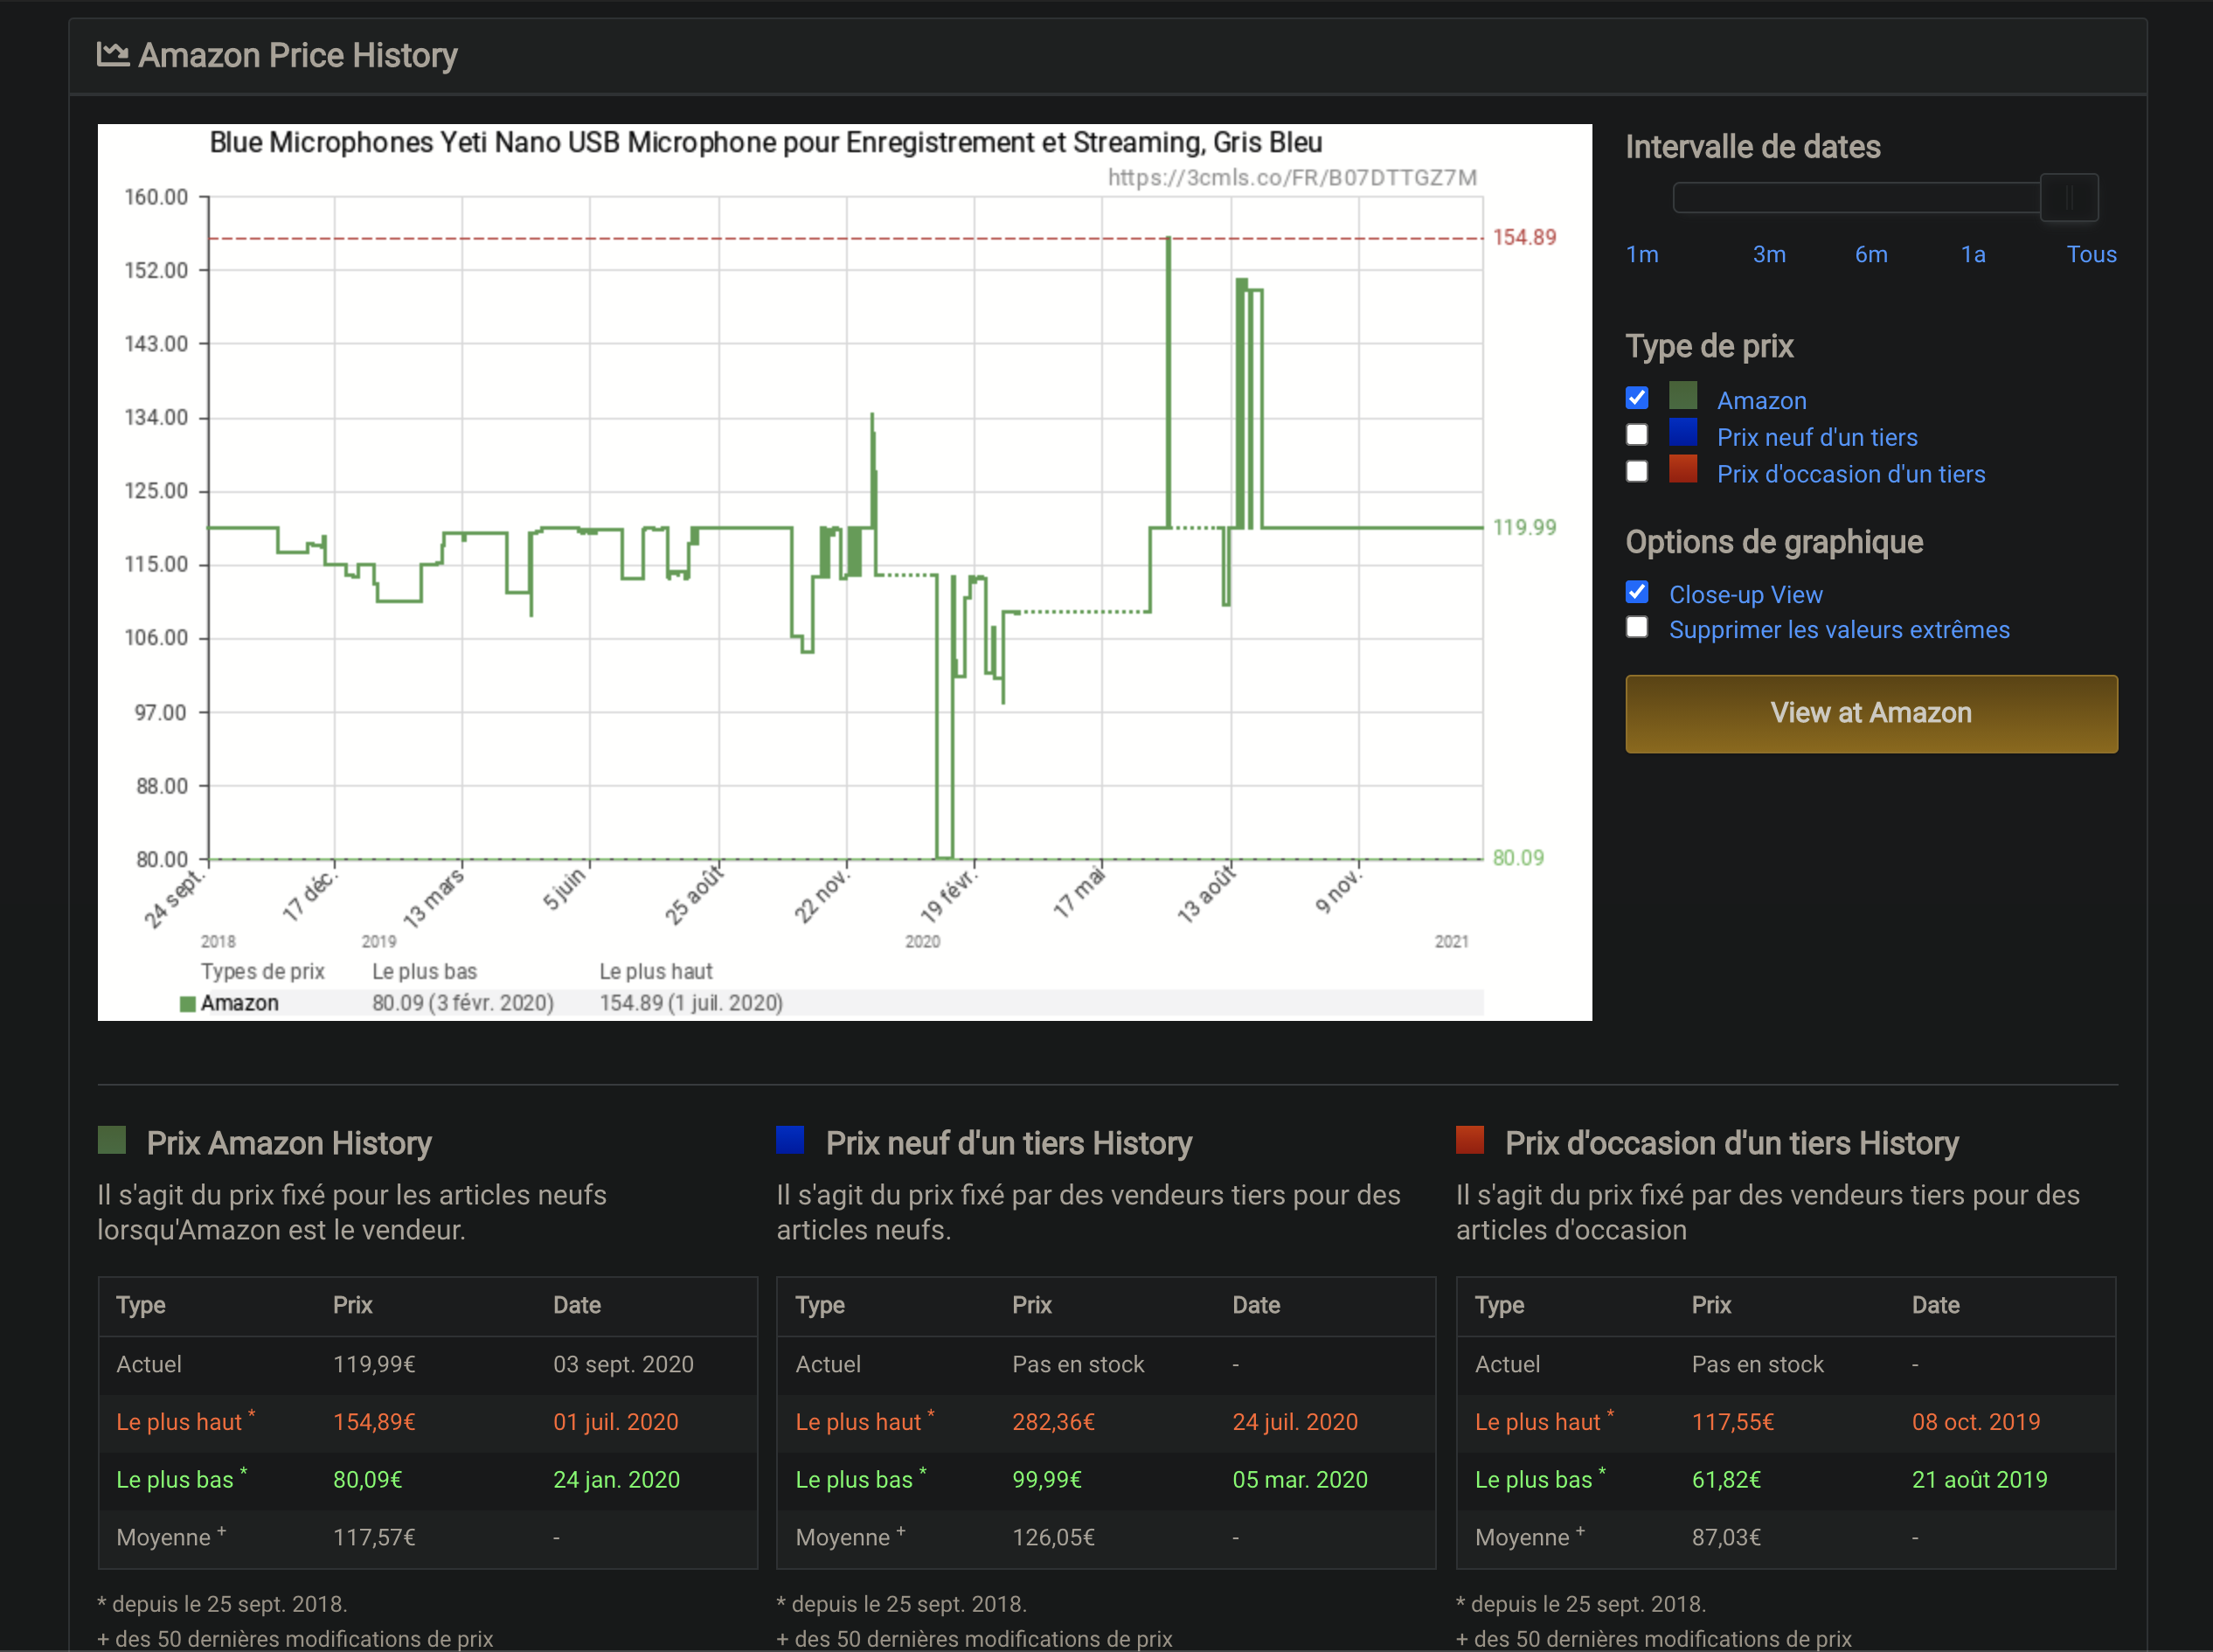 Amazon Price History
Blue Microphones Yeti Nano USB Microphone pour Enregistrement et Streaming, Gris Bleu
https://3cmls.co/FR/B07DTTGZ7M
160.00
152.00
143.00
134.00
125.00
115.00
106.00
97.00
88.00
80.00
154.89
119.99
80.09
24 sept. 17 déc. 13 mars 5 juin 25 août 22 nov. 19 févr. 17 mai 13 août 9 nov.
2018 2019 2020 2021
Types de prix Le plus bas Le plus haut
Amazon 80.09 (3 févr. 2020) 154.89 (1 juil. 2020)
Intervalle de dates
1m 3m 6m 1a Tous
Type de prix
Amazon
Prix neuf d'un tiers
Prix d'occasion d'un tiers
Options de graphique
Close-up View
Supprimer les valeurs extrêmes
View at Amazon
Prix Amazon History
Il s'agit du prix fixé pour les articles neufs
lorsqu'Amazon est le vendeur.
Type Prix Date
Actuel 119,99€ 03 sept. 2020
Le plus haut * 154,89€ 01 juil. 2020
Le plus bas * 80,09€ 24 jan. 2020
Moyenne + 117,57€ -
* depuis le 25 sept. 2018.
+ des 50 dernières modifications de prix
Prix neuf d'un tiers History
Il s'agit du prix fixé par des vendeurs tiers pour des
articles neufs.
Type Prix Date
Actuel Pas en stock -
Le plus haut * 282,36€ 24 juil. 2020
Le plus bas * 99,99€ 05 mar. 2020
Moyenne + 126,05€ -
* depuis le 25 sept. 2018.
+ des 50 dernières modifications de prix
Prix d'occasion d'un tiers History
Il s'agit du prix fixé par des vendeurs tiers pour des
articles d'occasion
Type Prix Date
Actuel Pas en stock -
Le plus haut * 117,55€ 08 oct. 2019
Le plus bas * 61,82€ 21 août 2019
Moyenne + 87,03€ -
* depuis le 25 sept. 2018.
+ des 50 dernières modifications de prix